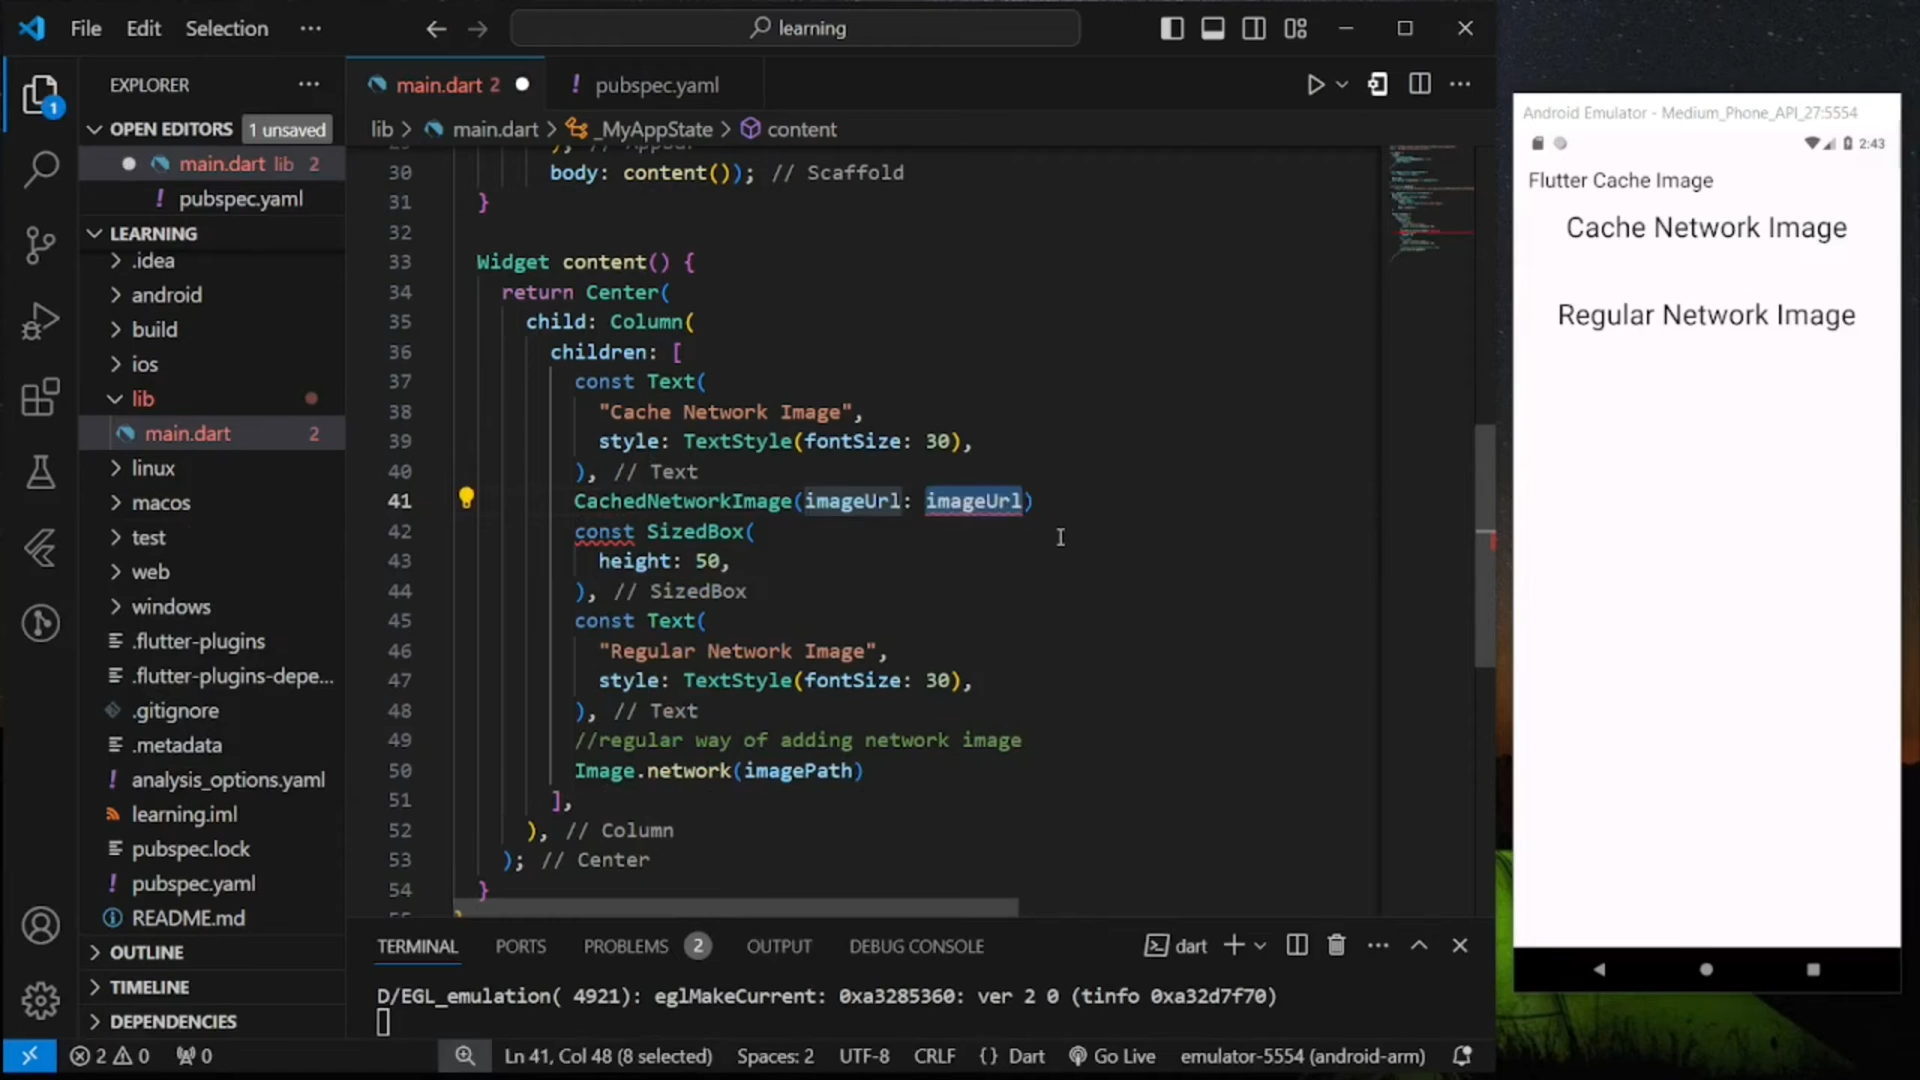 File Edit Selection ... learning
EXPLORER ...
OPEN EDITORS 1 unsaved
main.dart lib 2
! pubspec.yaml
LEARNING
.idea
android
build
ios
lib
main.dart 2
linux
macos
test
web
windows
.flutter-plugins
.flutter-plugins-depe...
.gitignore
.metadata
! analysis_options.yaml
learning.iml
pubspec.lock
! pubspec.yaml
README.md
OUTLINE
TIMELINE
DEPENDENCIES
1
main.dart 2 ! pubspec.yaml
lib > main.dart > _MyAppState > content
30 body: content()); // Scaffold
31 }
32
33 Widget content() {
34 return Center(
35 child: Column(
36 children: [
37 const Text(
38 "Cache Network Image",
39 style: TextStyle(fontSize: 30),
40 ), // Text
41 CachedNetworkImage(imageUrl: imageUrl)
42 const SizedBox(
43 height: 50,
44 ), // SizedBox
45 const Text(
46 "Regular Network Image",
47 style: TextStyle(fontSize: 30),
48 ), // Text
49 //regular way of adding network image
50 Image.network(imagePath)
51 ],
52 ), // Column
53 ); // Center
54 }
TERMINAL PORTS PROBLEMS 2 OUTPUT DEBUG CONSOLE dart
D/EGL_emulation( 4921): eglMakeCurrent: 0xa3285360: ver 2 0 (tinfo 0xa32d7f70)
2 0 0 Ln 41, Col 48 (8 selected) Spaces: 2 UTF-8 CRLF {} Dart Go Live emulator-5554 (android-arm)
Android Emulator - Medium_Phone_API_27:5554
2:43
Flutter Cache Image
Cache Network Image
Regular Network Image